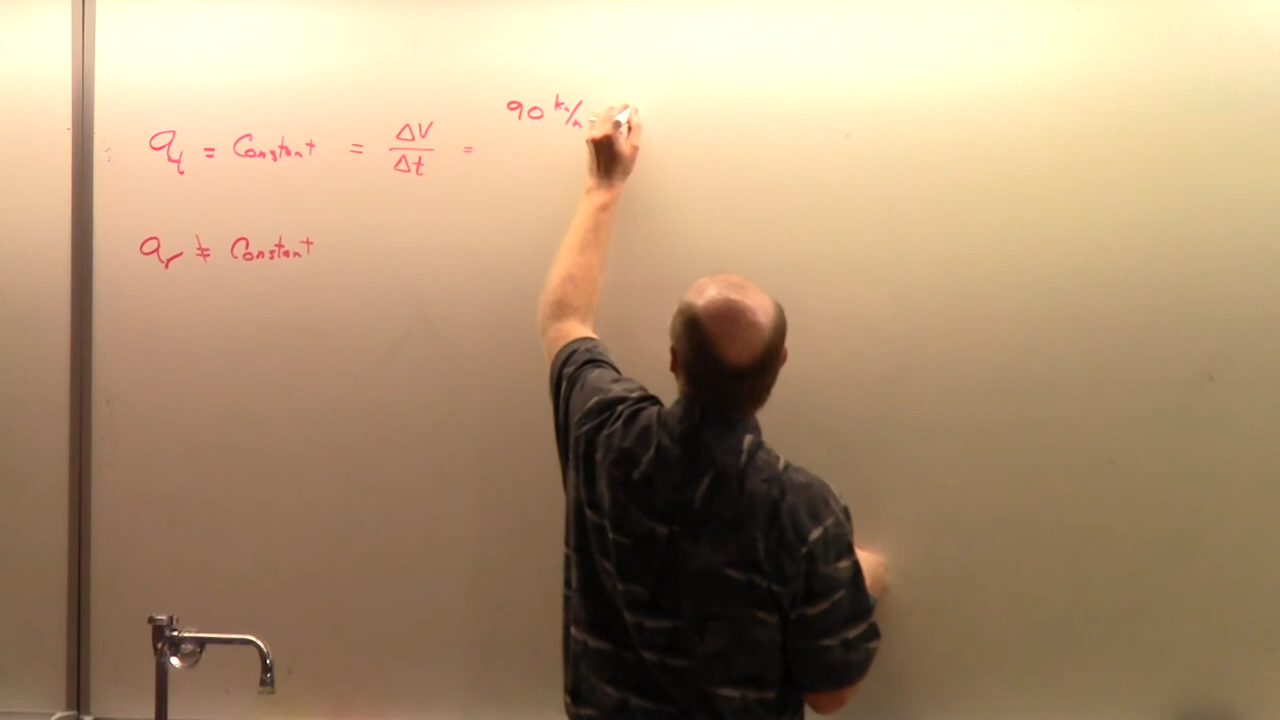 a_t = Constant = ΔV/Δt = 90 km/h -
a_r ≠ Constant